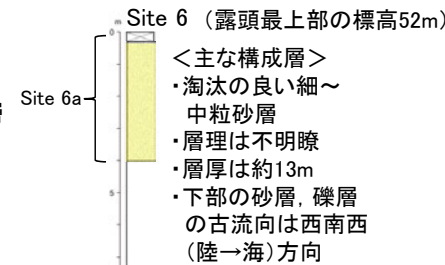 m
Site 6 (露頭最上部の標高52m)
0
＜主な構成層＞
・淘汰の良い細～
中粒砂層
・層理は不明瞭
・層厚は約13m
・下部の砂層, 礫層
の古流向は西南西
(陸→海)方向
Site 6a
5